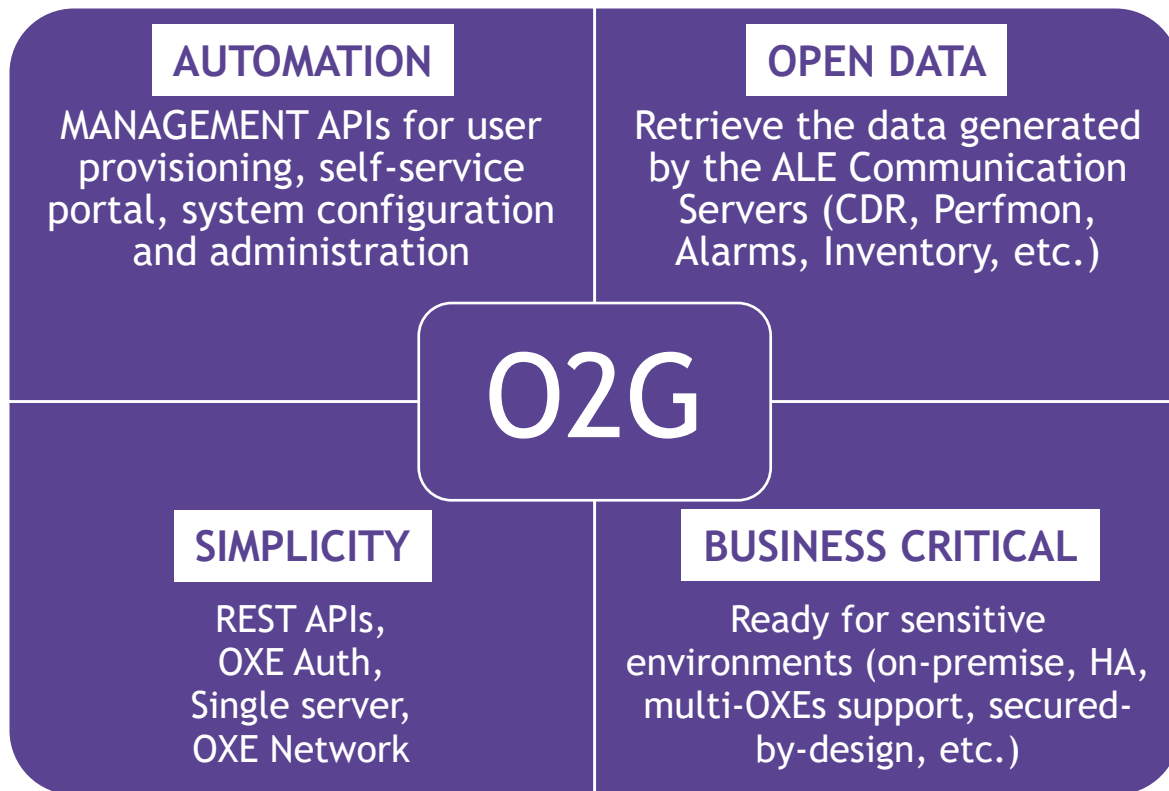 AUTOMATION
MANAGEMENT APIs for user
provisioning, self-service
portal, system configuration
and administration
OPEN DATA
Retrieve the data generated
by the ALE Communication
Servers (CDR, Perfmon,
Alarms, Inventory, etc.)
O2G
SIMPLICITY
REST APIs,
OXE Auth,
Single server,
OXE Network
BUSINESS CRITICAL
Ready for sensitive
environments (on-premise, HA,
multi-OXEs support, secured-
by-design, etc.)